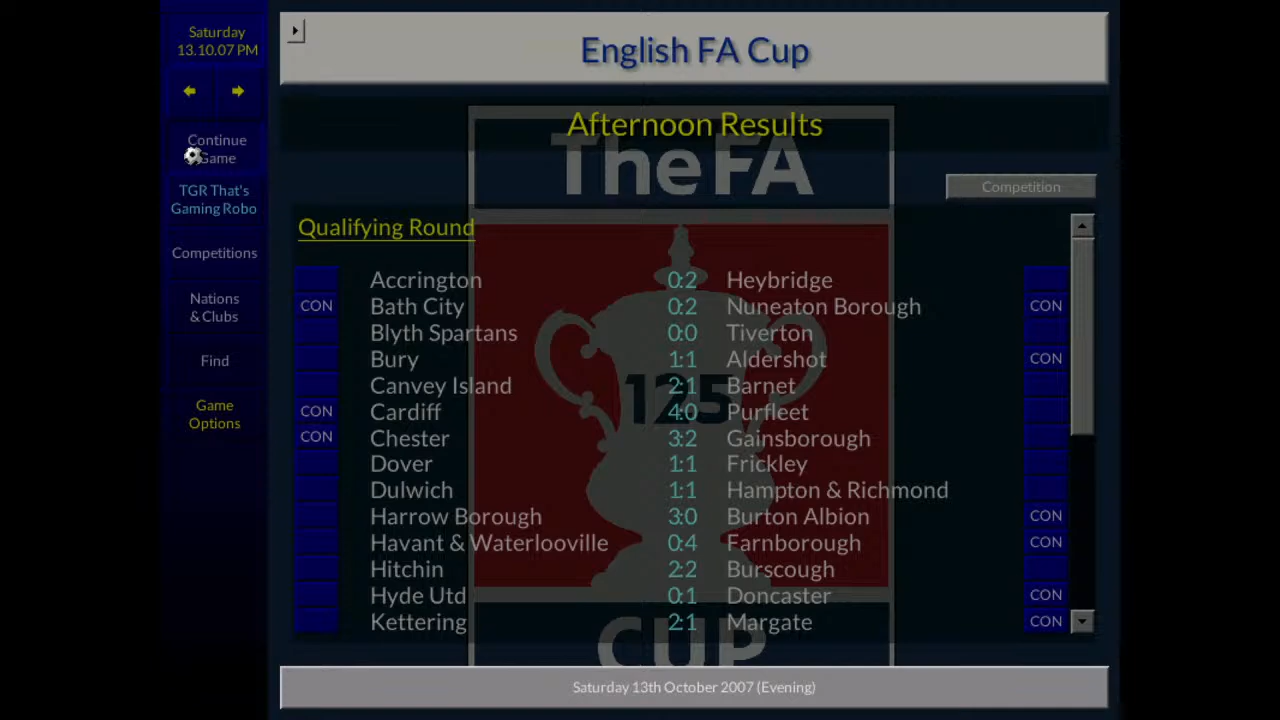 Saturday
13.10.07 PM
Continue
Game
TGR That's
Gaming Robo
Competitions
Nations
& Clubs
Find
Game
Options
English FA Cup
Afternoon Results
The FA
125
CUP
Competition
Qualifying Round
Accrington 0:2 Heybridge
CON Bath City 0:2 Nuneaton Borough CON
Blyth Spartans 0:0 Tiverton
Bury 1:1 Aldershot CON
Canvey Island 2:1 Barnet
CON Cardiff 4:0 Purfleet
CON Chester 3:2 Gainsborough
Dover 1:1 Frickley
Dulwich 1:1 Hampton & Richmond
Harrow Borough 3:0 Burton Albion CON
Havant & Waterlooville 0:4 Farnborough CON
Hitchin 2:2 Burscough
Hyde Utd 0:1 Doncaster CON
Kettering 2:1 Margate CON
Saturday 13th October 2007 (Evening)